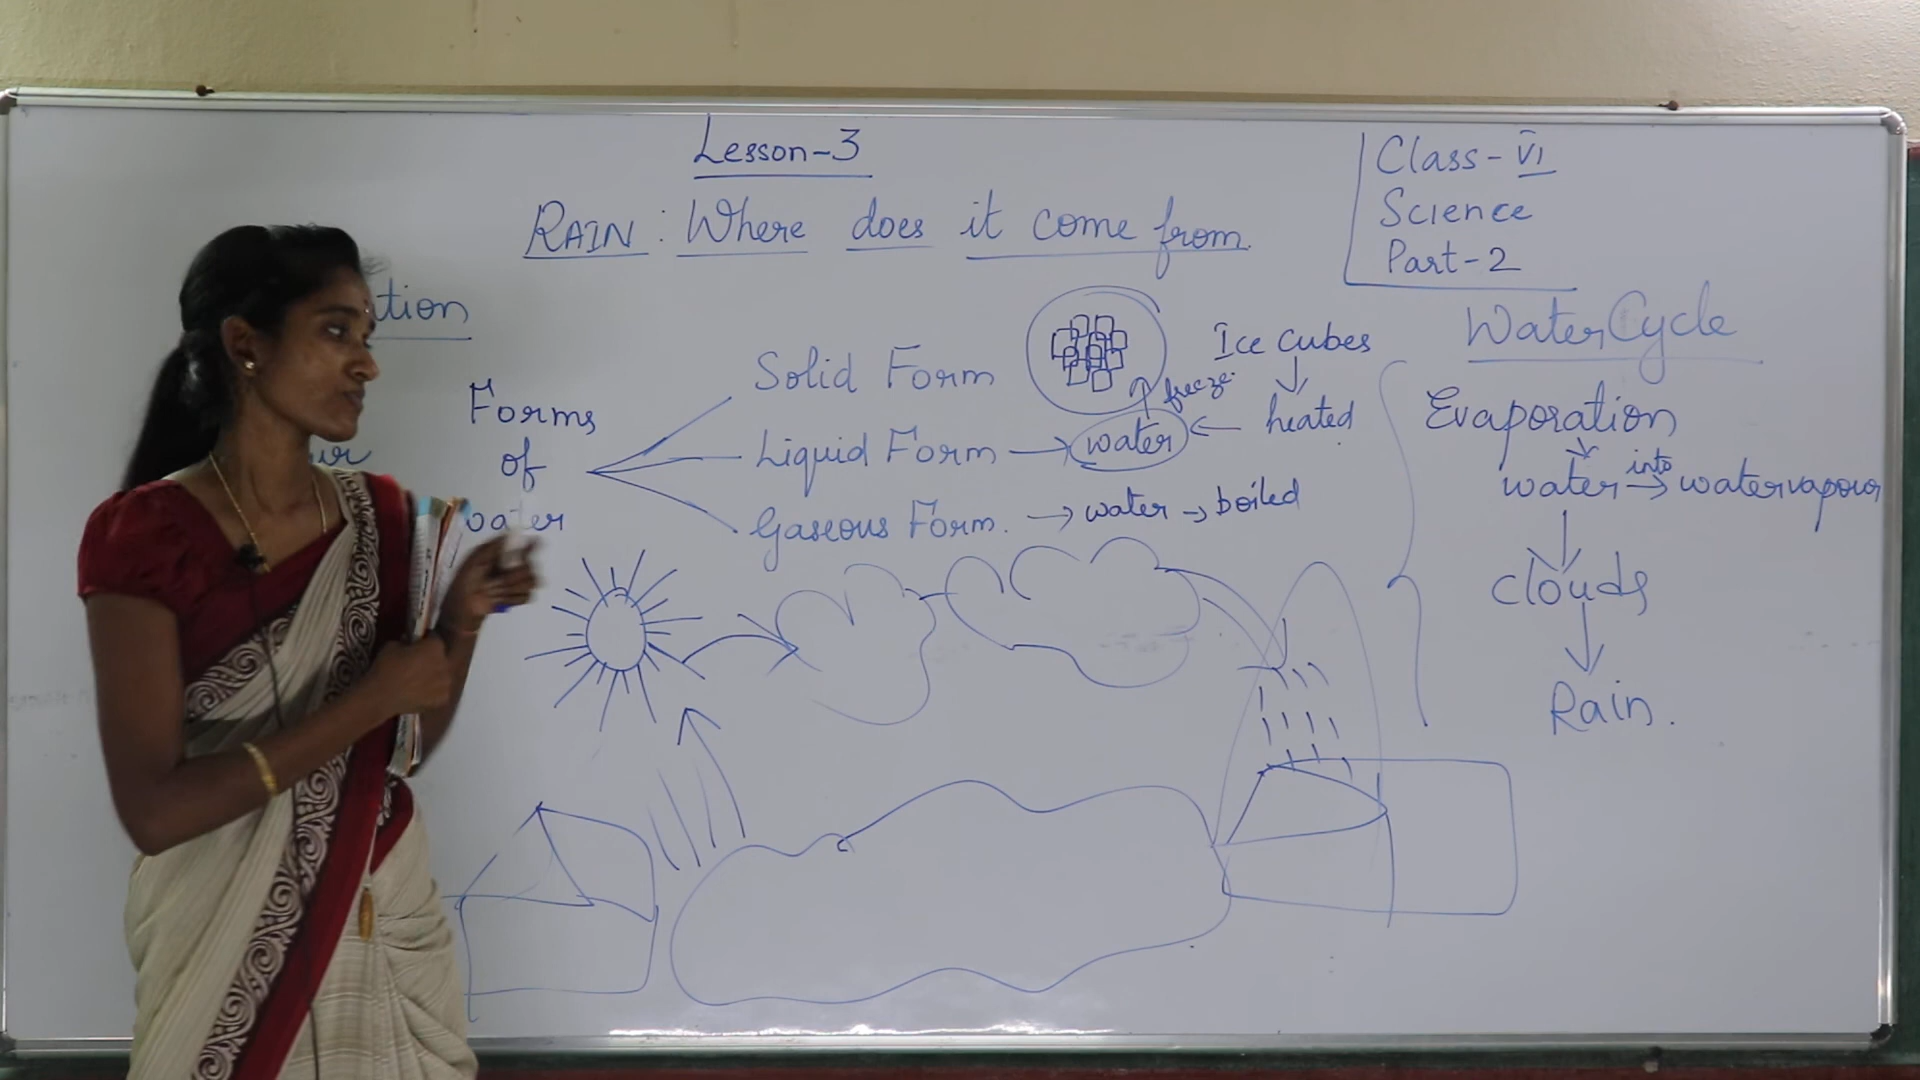 Lesson-3
RAIN: Where does it come from.
Class-VI
Science
Part-2
tion
Forms
of
water
Solid Form
Liquid Form → water
Gaseous Form. → water → boiled
Ice cubes
heated
freeze
Water Cycle
Evaporation
water into → watervapour
clouds
Rain.